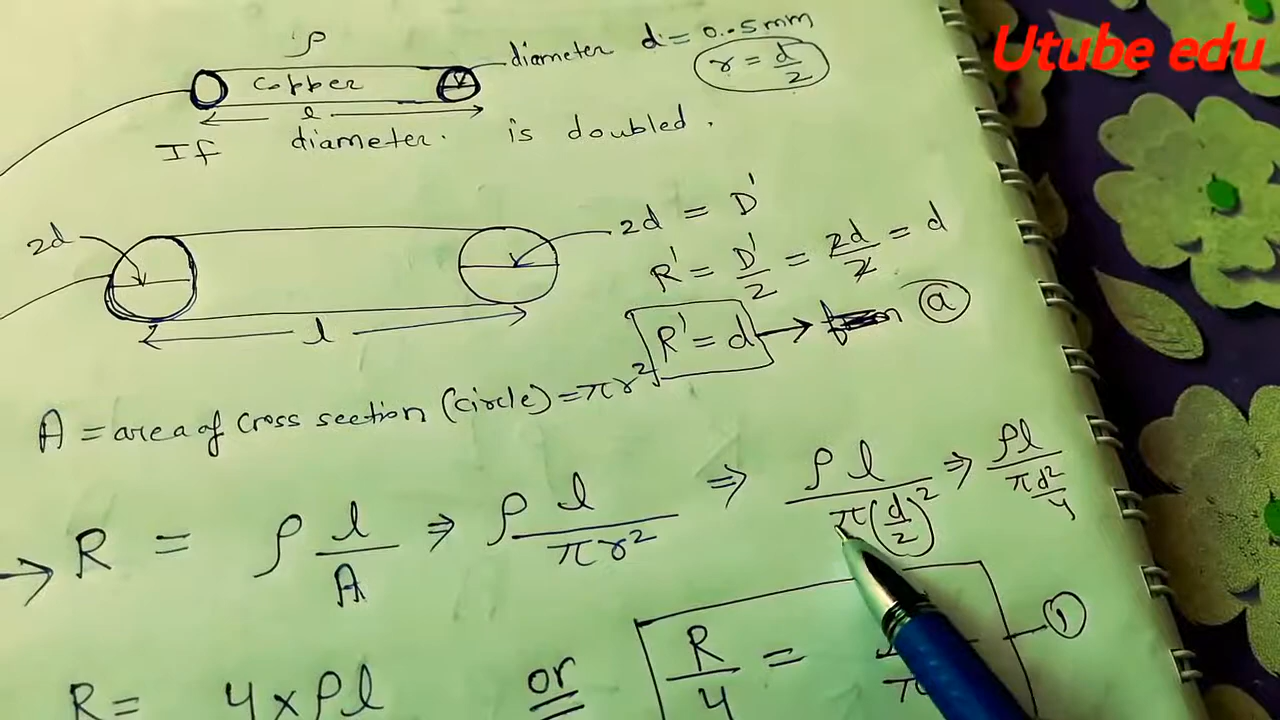 Utube edu
ρ
diameter d = 0.05mm
r = d/2
Copper
l
If diameter. is doubled.
2d
2d = D'
R' = D'/2 = 2d/2 = d
l
R' = d → ⓐ
A = area of cross section (circle) = πr²
→ R = ρ l/A ⇒ ρ l/πr² ⇒ ρl/π(d/2)² ⇒ ρl/πd²/4
R = 4×ρl or R/4 = ①